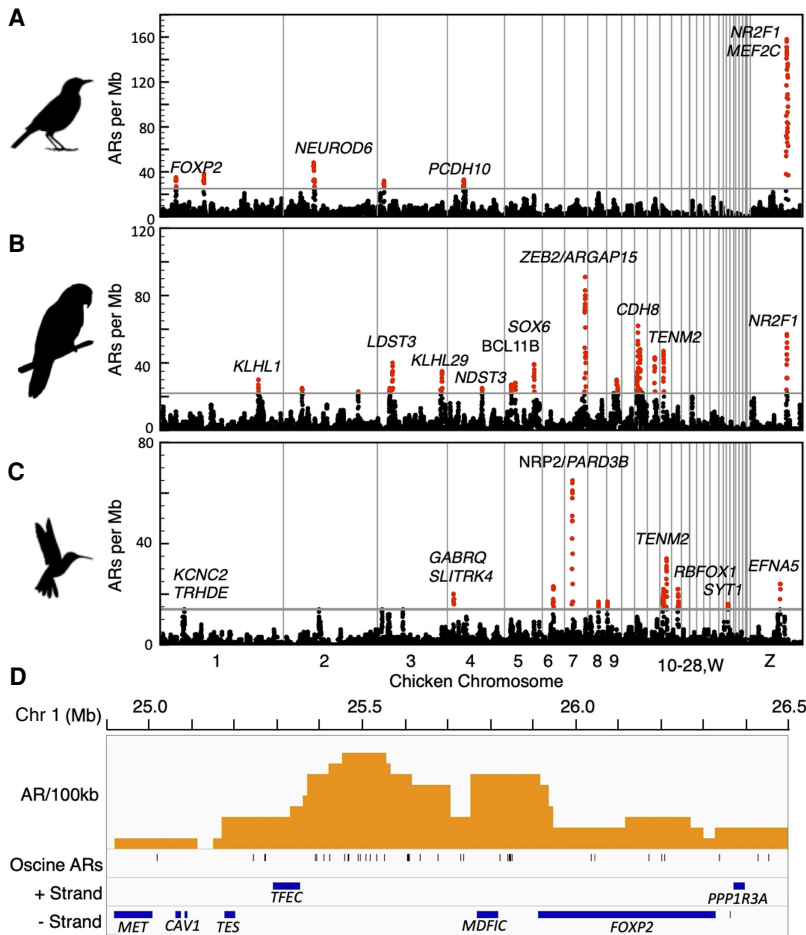 A
ARs per Mb
160
120
80
40
0
FOXP2
NEUROD6
PCDH10
NR2F1
MEF2C
B
ARs per Mb
120
80
40
0
KLHL1
LDST3
KLHL29
NDST3
SOX6
BCL11B
ZEB2/ARGAP15
CDH8
TENM2
NR2F1
C
ARs per Mb
80
40
0
KCNC2
TRHDE
GABRQ
SLITRK4
NRP2/PARD3B
TENM2
RBFOX1
SYT1
EFNA5
1 2 3 4 5 6 7 8 9 10-28,W Z
Chicken Chromosome
D
Chr 1 (Mb) 25.0 25.5 26.0 26.5
AR/100kb
Oscine ARs
+ Strand
TFEC
PPP1R3A
- Strand
MET CAV1 TES MDFIC FOXP2